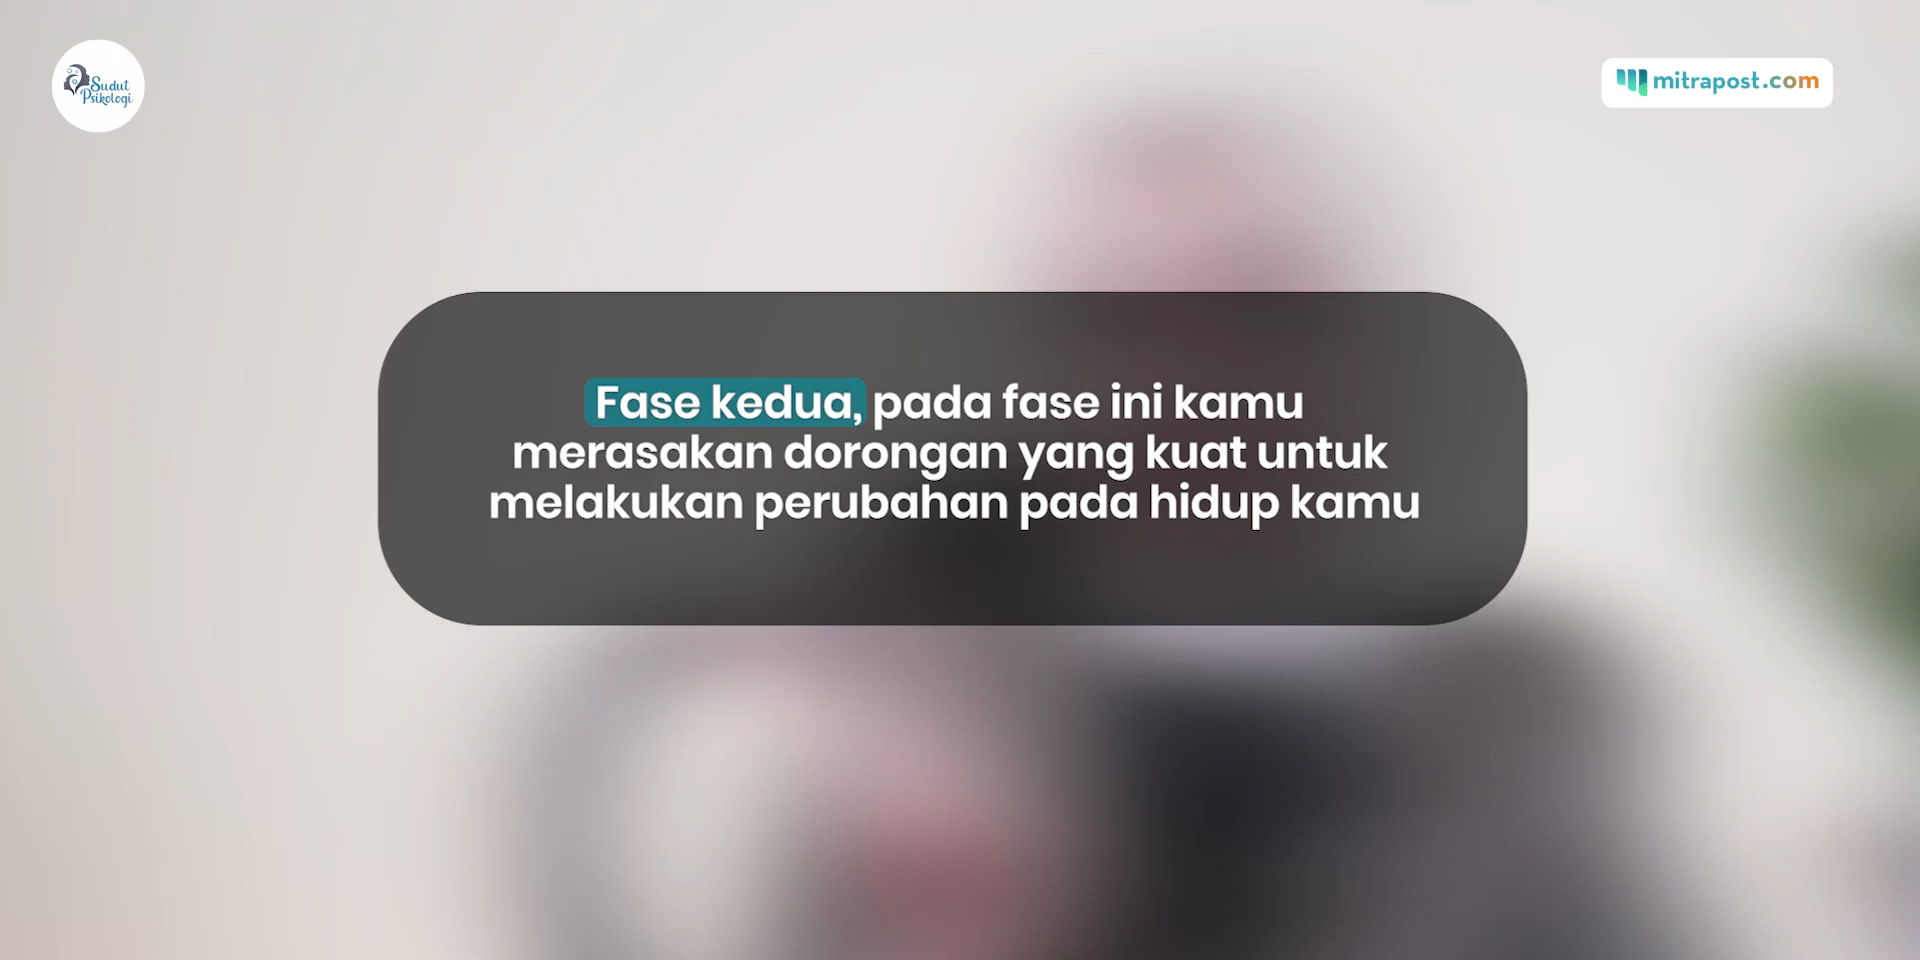 Sudut
Psikologi
mitrapost.com
Fase kedua, pada fase ini kamu
merasakan dorongan yang kuat untuk
melakukan perubahan pada hidup kamu